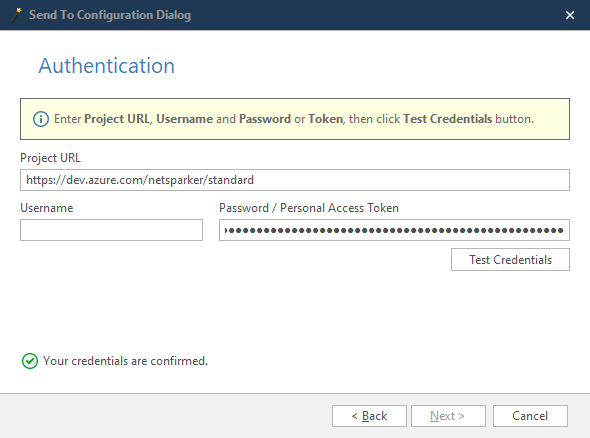 Send To Configuration Dialog
Authentication
Enter Project URL, Username and Password or Token, then click Test Credentials button.
Project URL
https://dev.azure.com/netsparker/standard
Username
Password / Personal Access Token
Test Credentials
Your credentials are confirmed.
< Back
Next >
Cancel